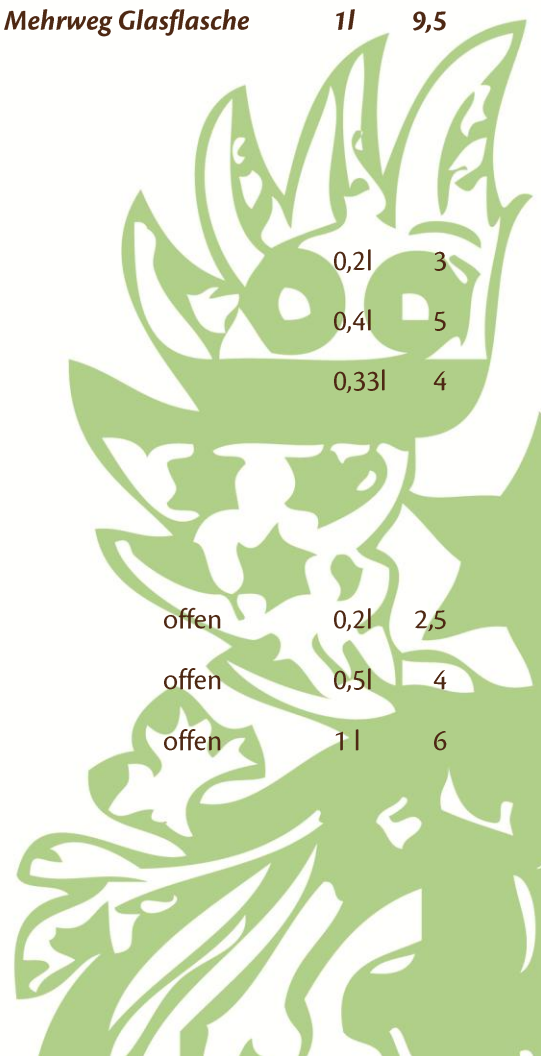 Mehrweg Glasflasche 1l 9,5
0,2l 3
0,4l 5
0,33l 4
offen 0,2l 2,5
offen 0,5l 4
offen 1 l 6